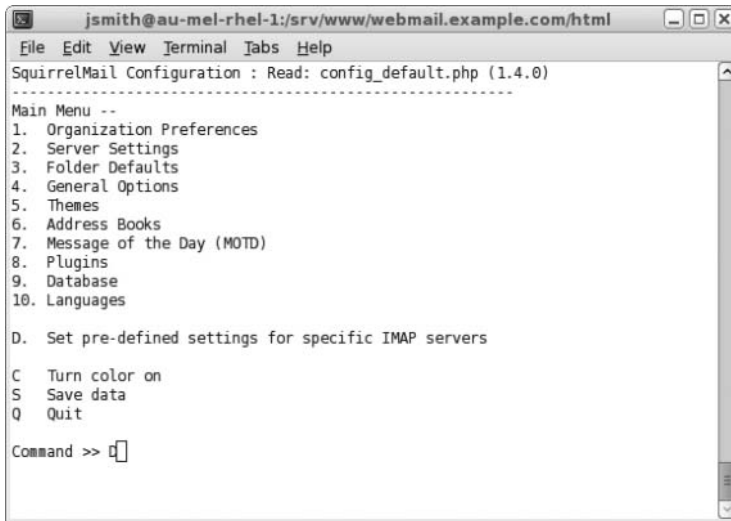 jsmith@au-mel-rhel-1:/srv/www/webmail.example.com/html
File Edit View Terminal Tabs Help
SquirrelMail Configuration : Read: config_default.php (1.4.0)
---------------------------------------------------------
Main Menu --
1. Organization Preferences
2. Server Settings
3. Folder Defaults
4. General Options
5. Themes
6. Address Books
7. Message of the Day (MOTD)
8. Plugins
9. Database
10. Languages
D. Set pre-defined settings for specific IMAP servers
C Turn color on
S Save data
Q Quit
Command >> D